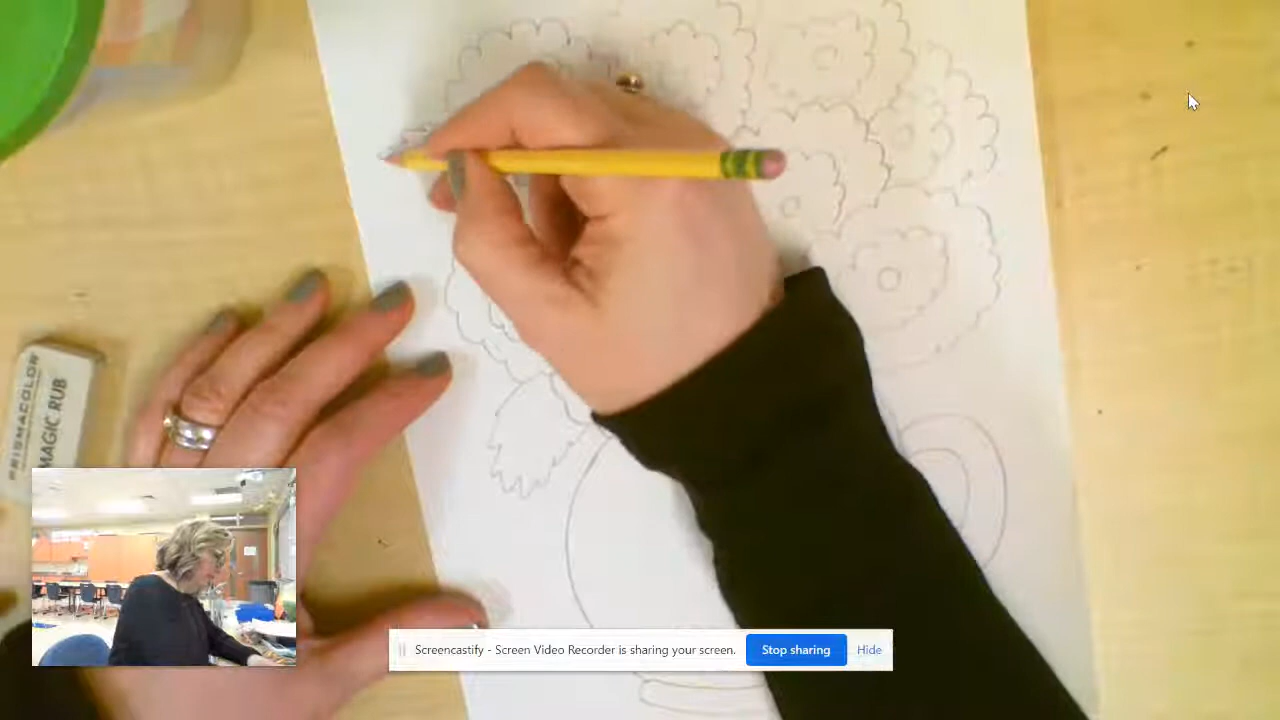 PRISMACOLOR
MAGIC RUB
Screencastify - Screen Video Recorder is sharing your screen.
Stop sharing
Hide